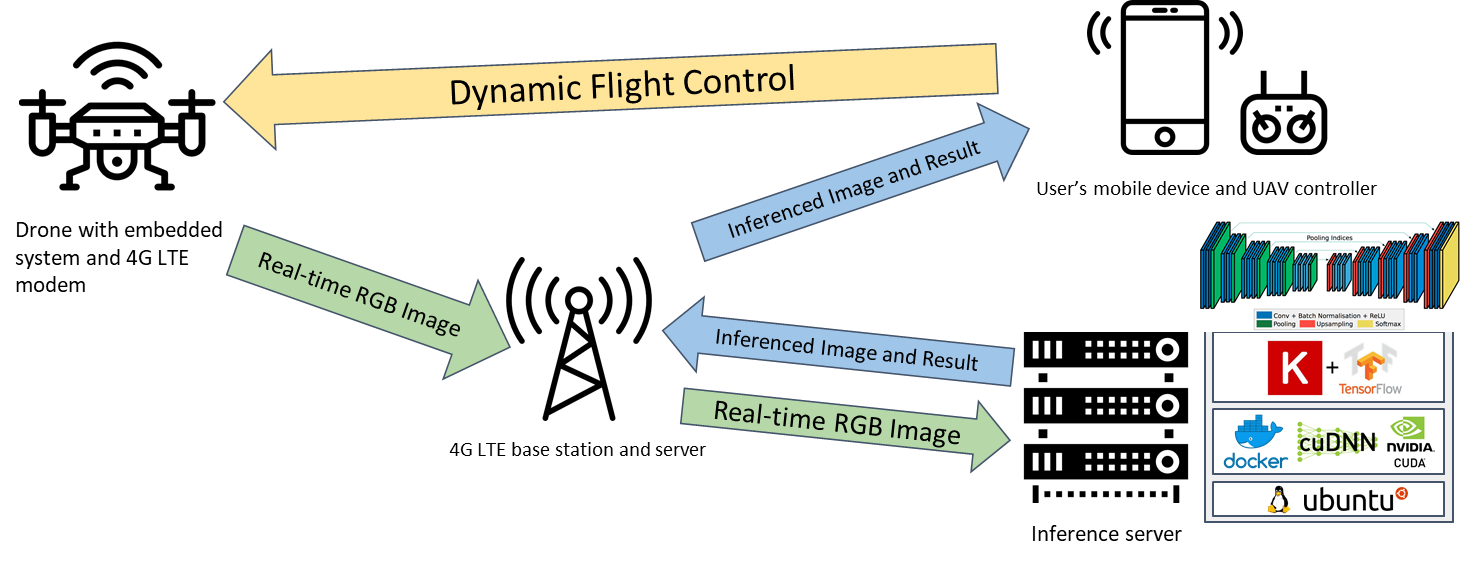 Dynamic Flight Control
Inferenced Image and Result
User's mobile device and UAV controller
Drone with embedded
system and 4G LTE
modem
Real-time RGB Image
Pooling Indices
Conv + Batch Normalisation + ReLU
Pooling Upsampling Softmax
Inferenced Image and Result
Real-time RGB Image
4G LTE base station and server
K + TF
TensorFlow
docker cuDNN NVIDIA.
CUDA
ubuntu
Inference server